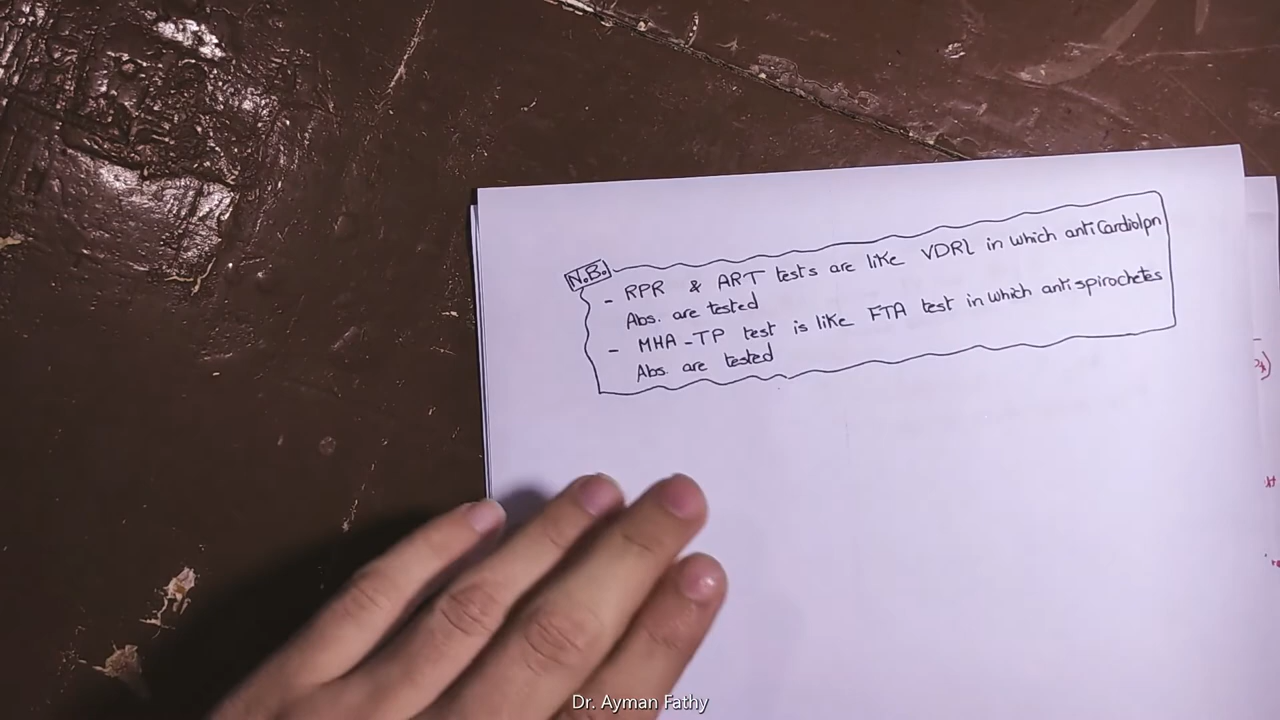 N.B.
- RPR & ART tests are like VDRL in which anti Cardiolpn
Abs. are tested
- MHA-TP test is like FTA test in which anti spirochetes
Abs. are tested
Dr. Ayman Fathy